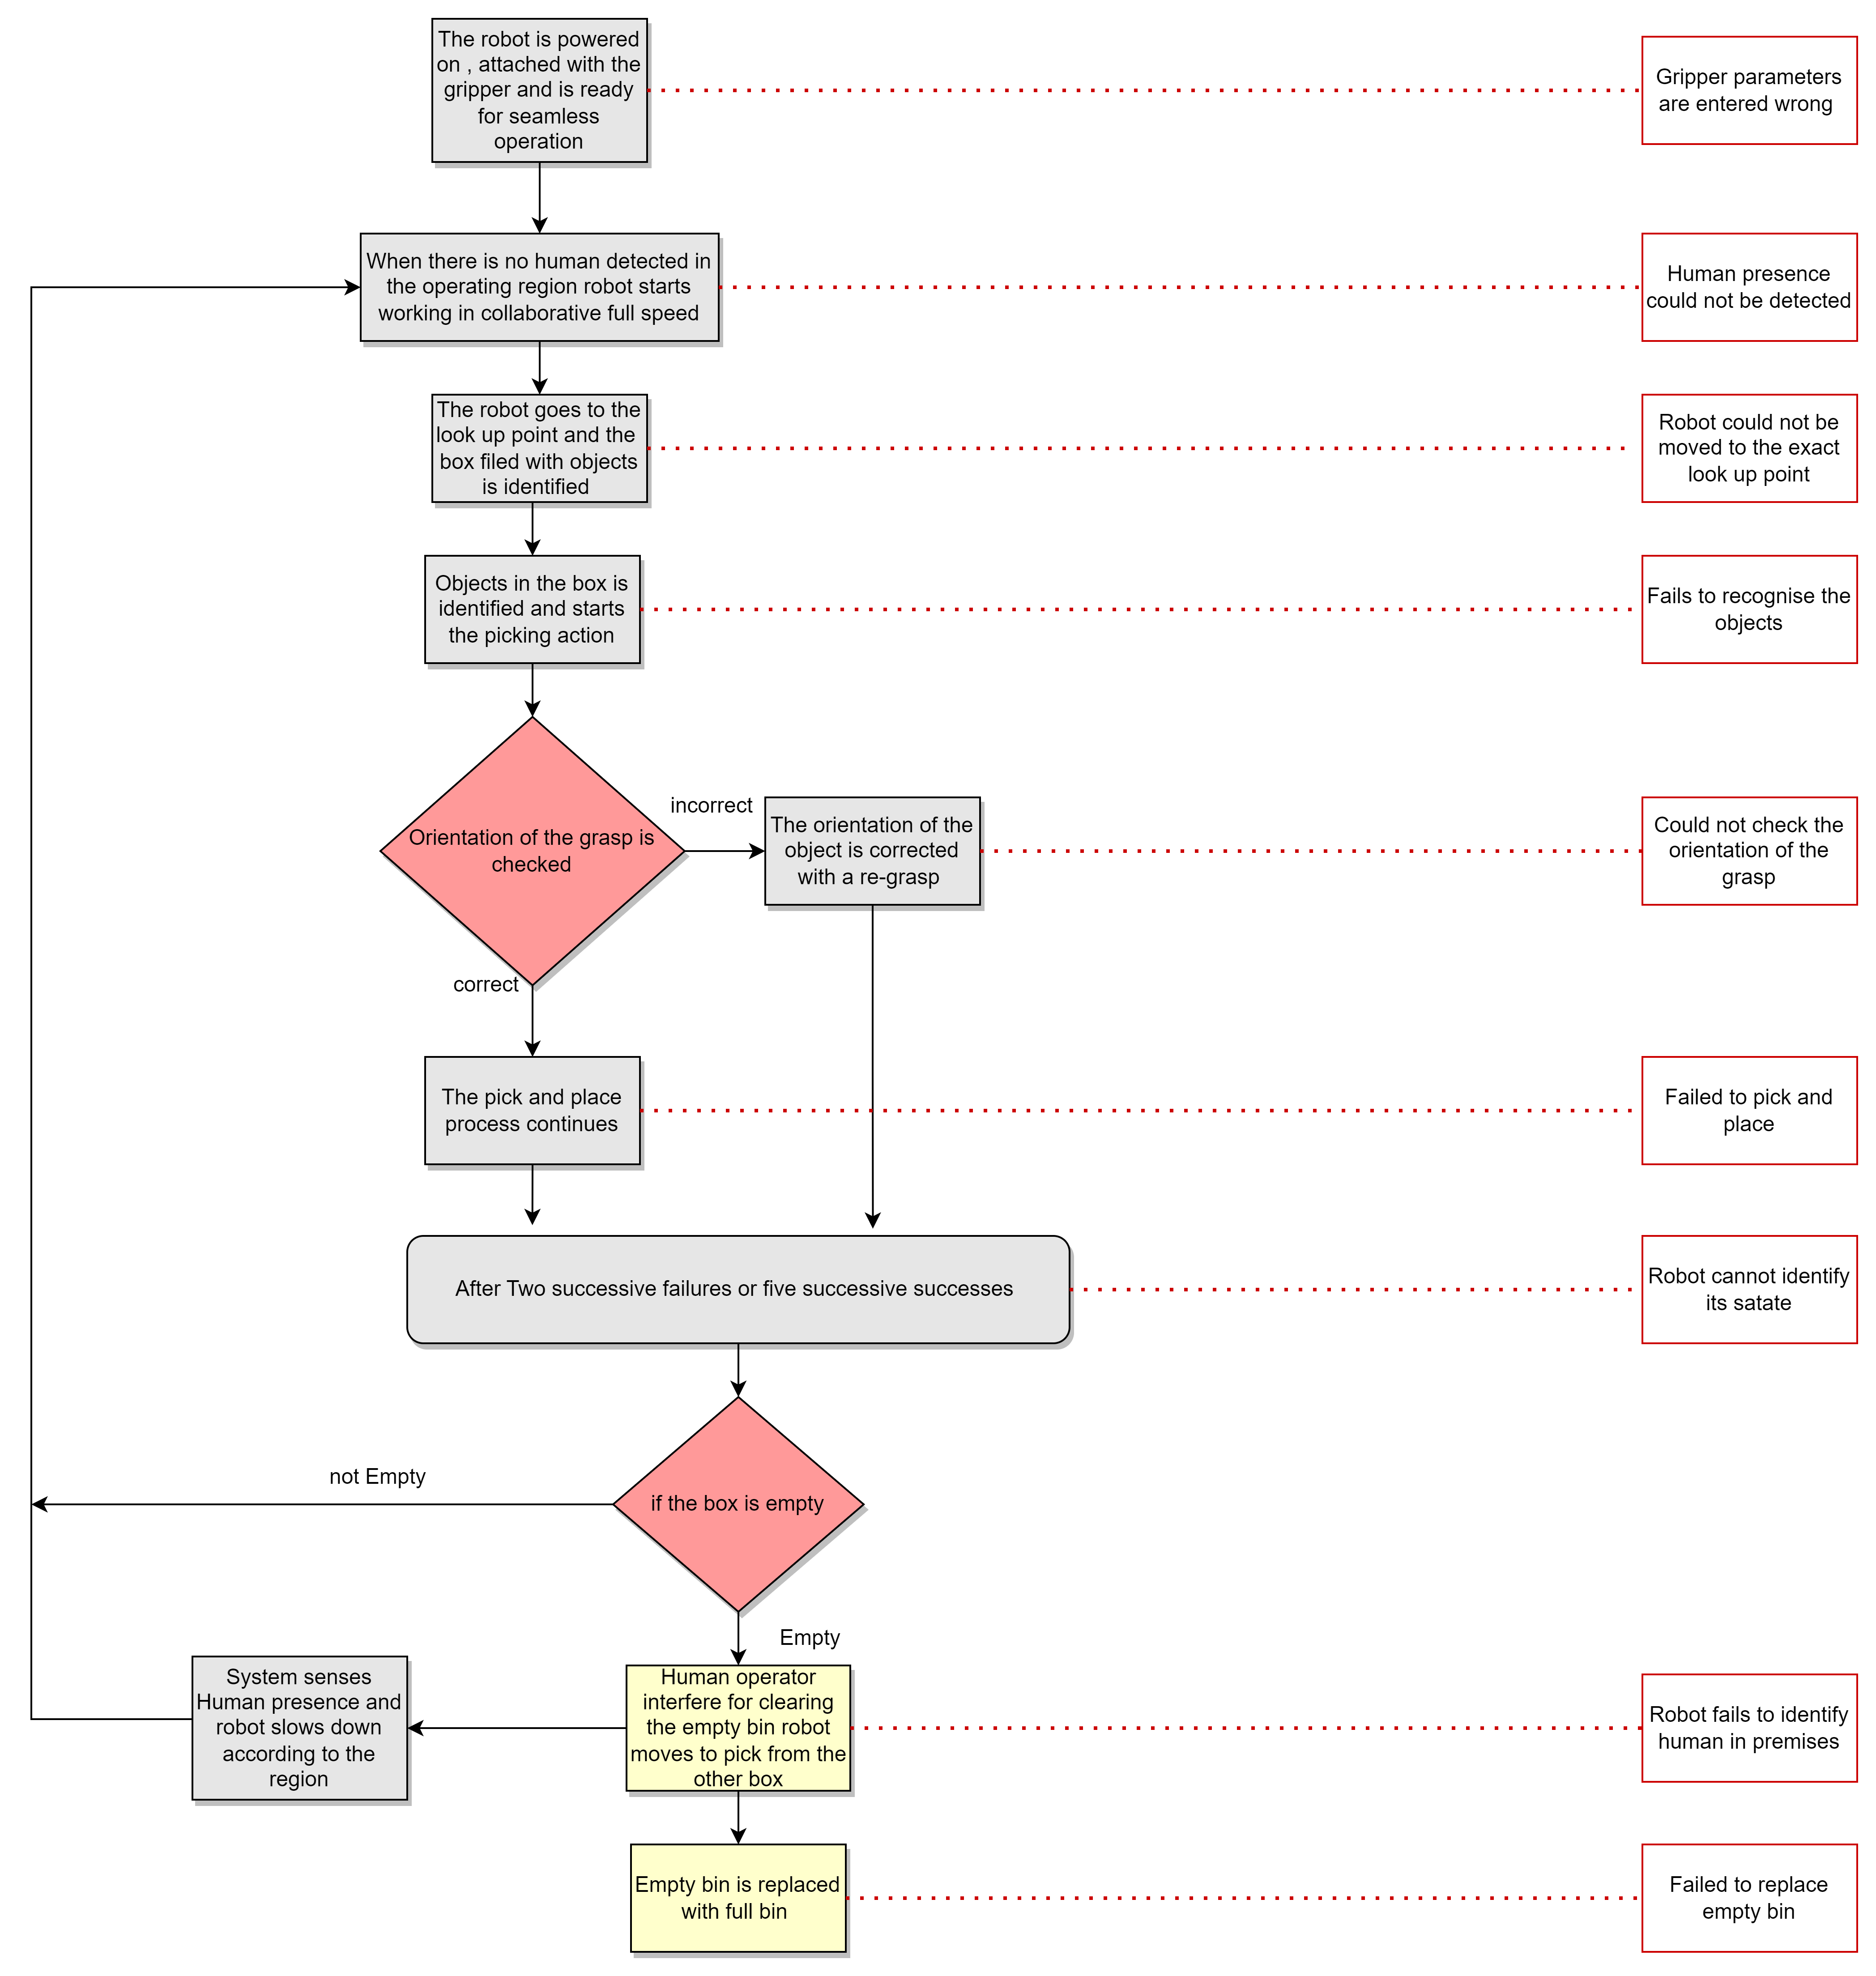 The robot is powered
on , attached with the
gripper and is ready
for seamless
operation
Gripper parameters
are entered wrong
When there is no human detected in
the operating region robot starts
working in collaborative full speed
Human presence
could not be detected
The robot goes to the
look up point and the
box filed with objects
is identified
Robot could not be
moved to the exact
look up point
Objects in the box is
identified and starts
the picking action
Fails to recognise the
objects
Orientation of the grasp is
checked
incorrect
The orientation of the
object is corrected
with a re-grasp
Could not check the
orientation of the
grasp
correct
The pick and place
process continues
Failed to pick and
place
After Two successive failures or five successive successes
Robot cannot identify
its satate
not Empty
if the box is empty
Empty
System senses
Human presence and
robot slows down
according to the
region
Human operator
interfere for clearing
the empty bin robot
moves to pick from the
other box
Robot fails to identify
human in premises
Empty bin is replaced
with full bin
Failed to replace
empty bin